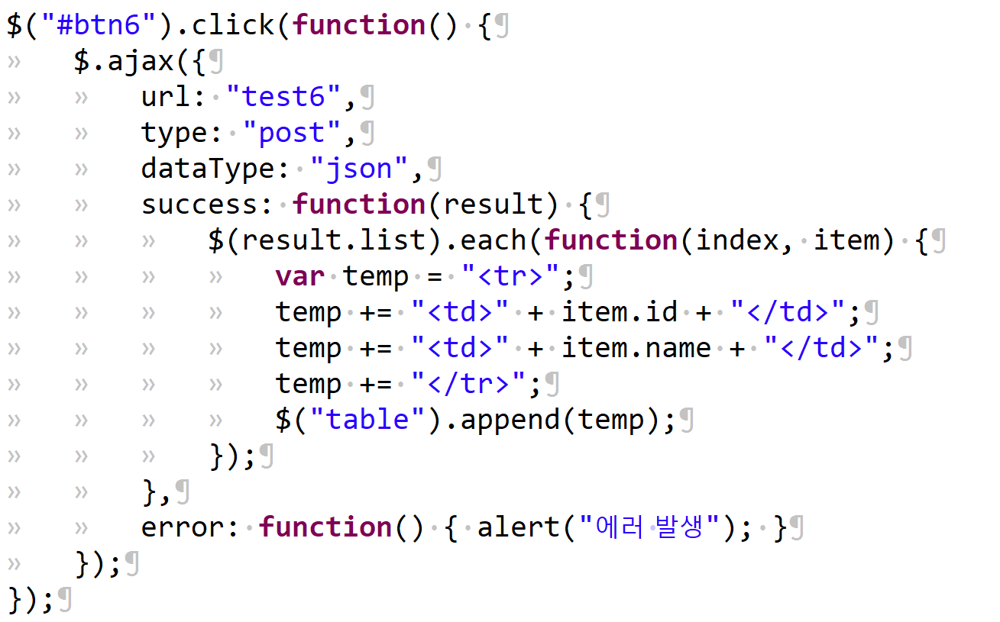 $("#btn6").click(function() {
$.ajax({
url: "test6",
type: "post",
dataType: "json",
success: function(result) {
$(result.list).each(function(index, item) {
var temp = "<tr>";
temp += "<td>" + item.id + "</td>";
temp += "<td>" + item.name + "</td>";
temp += "</tr>";
$("table").append(temp);
});
},
error: function() { alert("에러 발생"); }
});
});